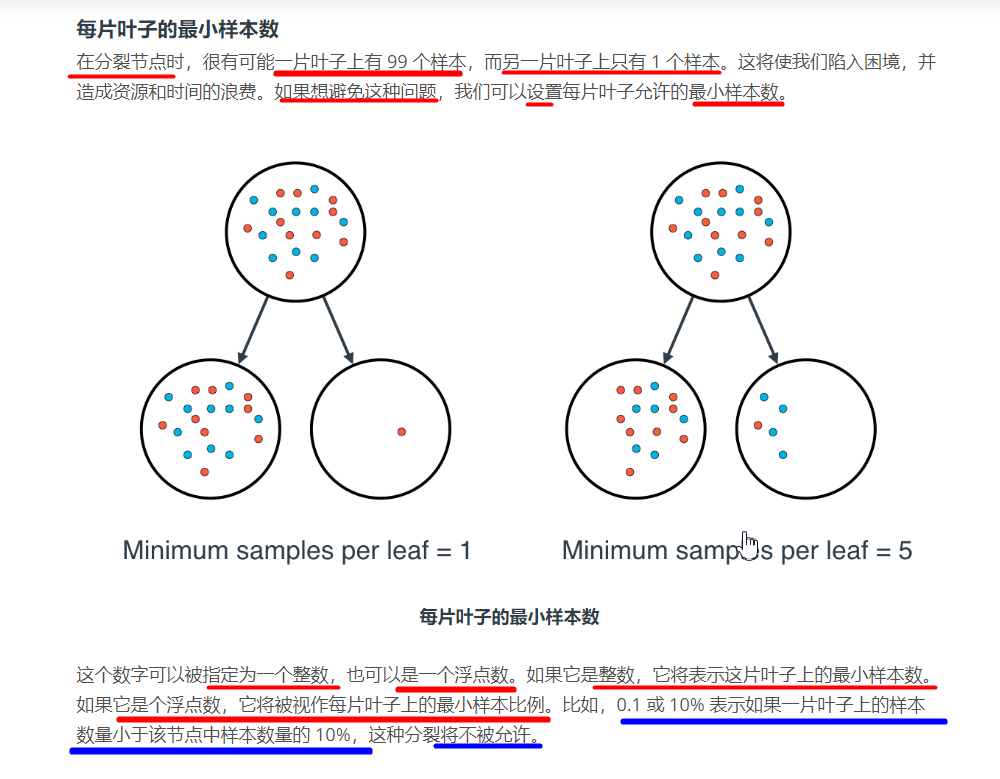 每片叶子的最小样本数
在分裂节点时，很有可能一片叶子上有 99 个样本，而另一片叶子上只有 1 个样本。这将使我们陷入困境，并
造成资源和时间的浪费。如果想避免这种问题，我们可以设置每片叶子允许的最小样本数。
Minimum samples per leaf = 1
Minimum samples per leaf = 5
每片叶子的最小样本数
这个数字可以被指定为一个整数，也可以是一个浮点数。如果它是整数，它将表示这片叶子上的最小样本数。
如果它是个浮点数，它将被视作每片叶子上的最小样本比例。比如，0.1 或 10% 表示如果一片叶子上的样本
数量小于该节点中样本数量的 10%，这种分裂将不被允许。